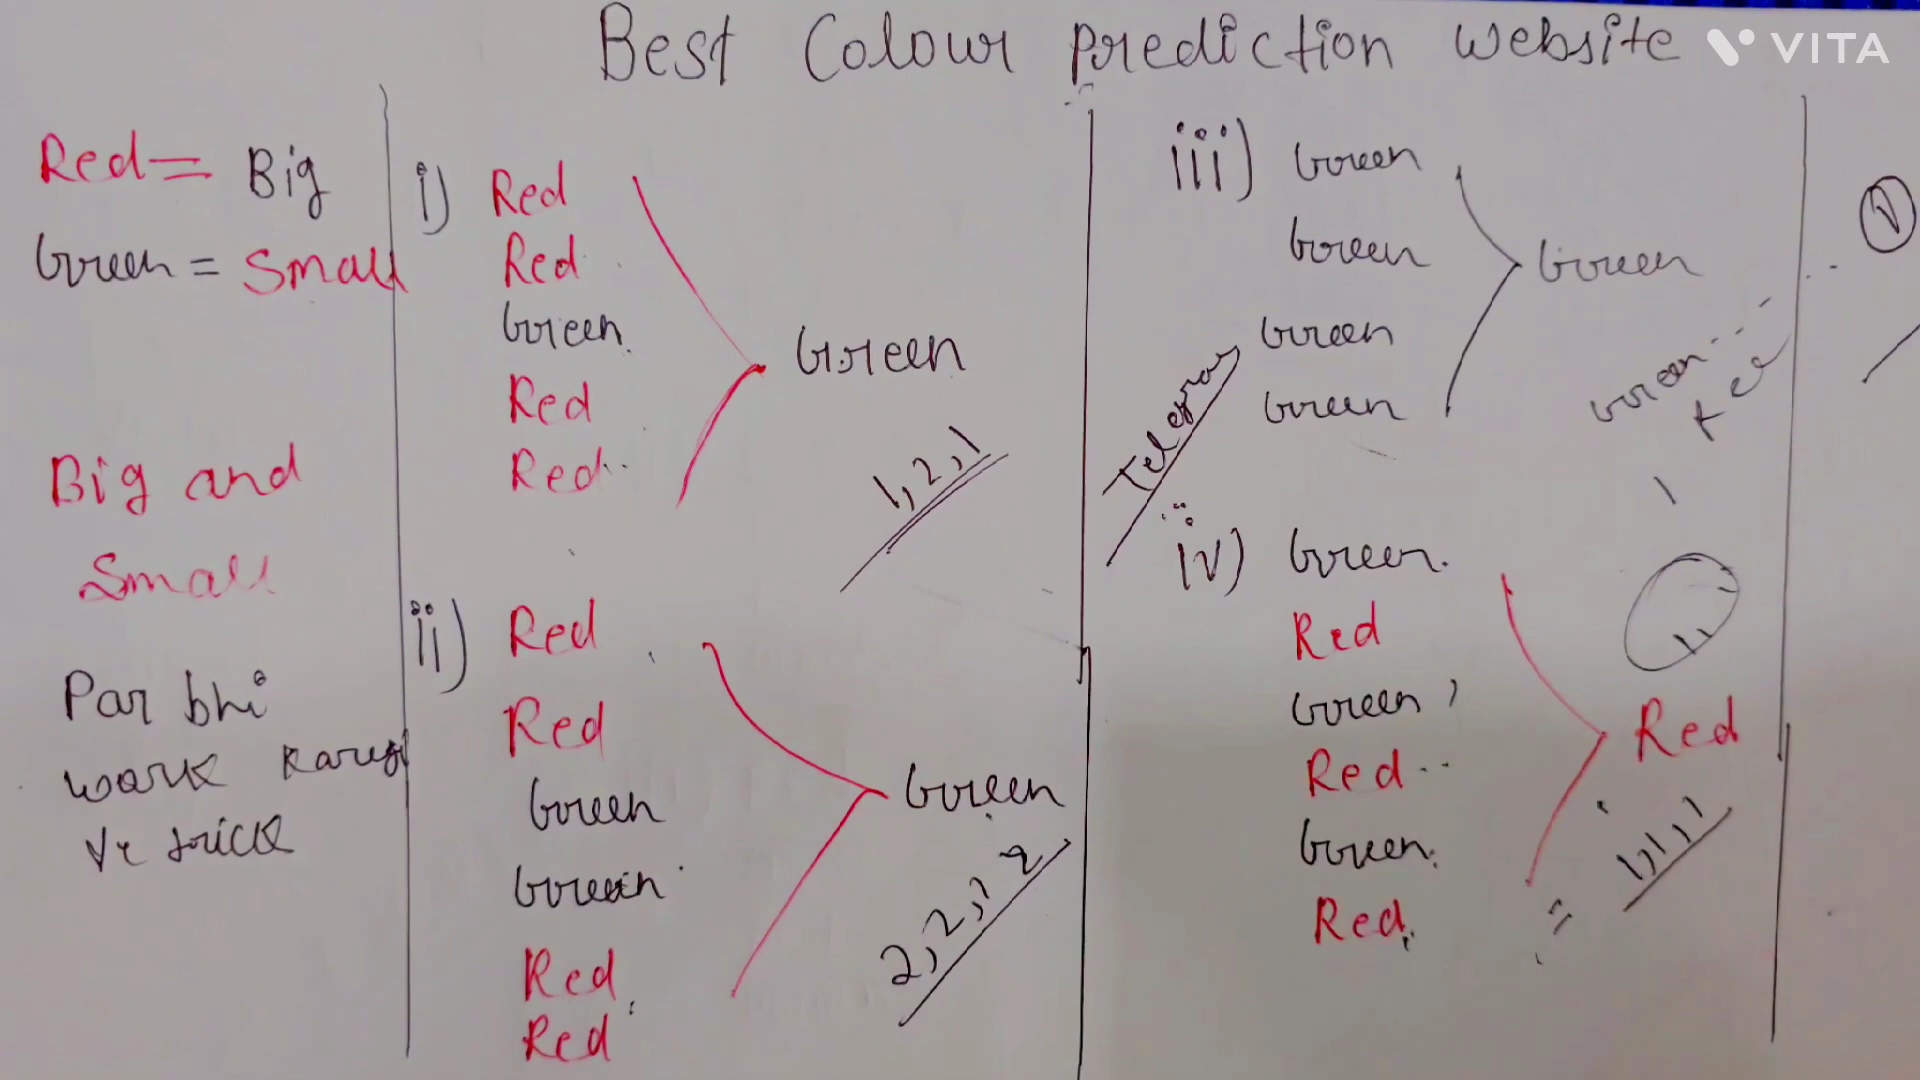 Best Colour prediction website
VITA
Red = Big
Green = Small
Big and
Small
Par bhi
work
Ye trick
i) Red
Red
Green
Red
Red
Green
1, 2, 1
ii) Red
Red
Green
Green
Red
Red
Green
2, 2, 2
iii) Green
Green
Green
Green
Green
iv) Green
Red
Green
Red
Green
Red
Red
1, 1, 1
Green